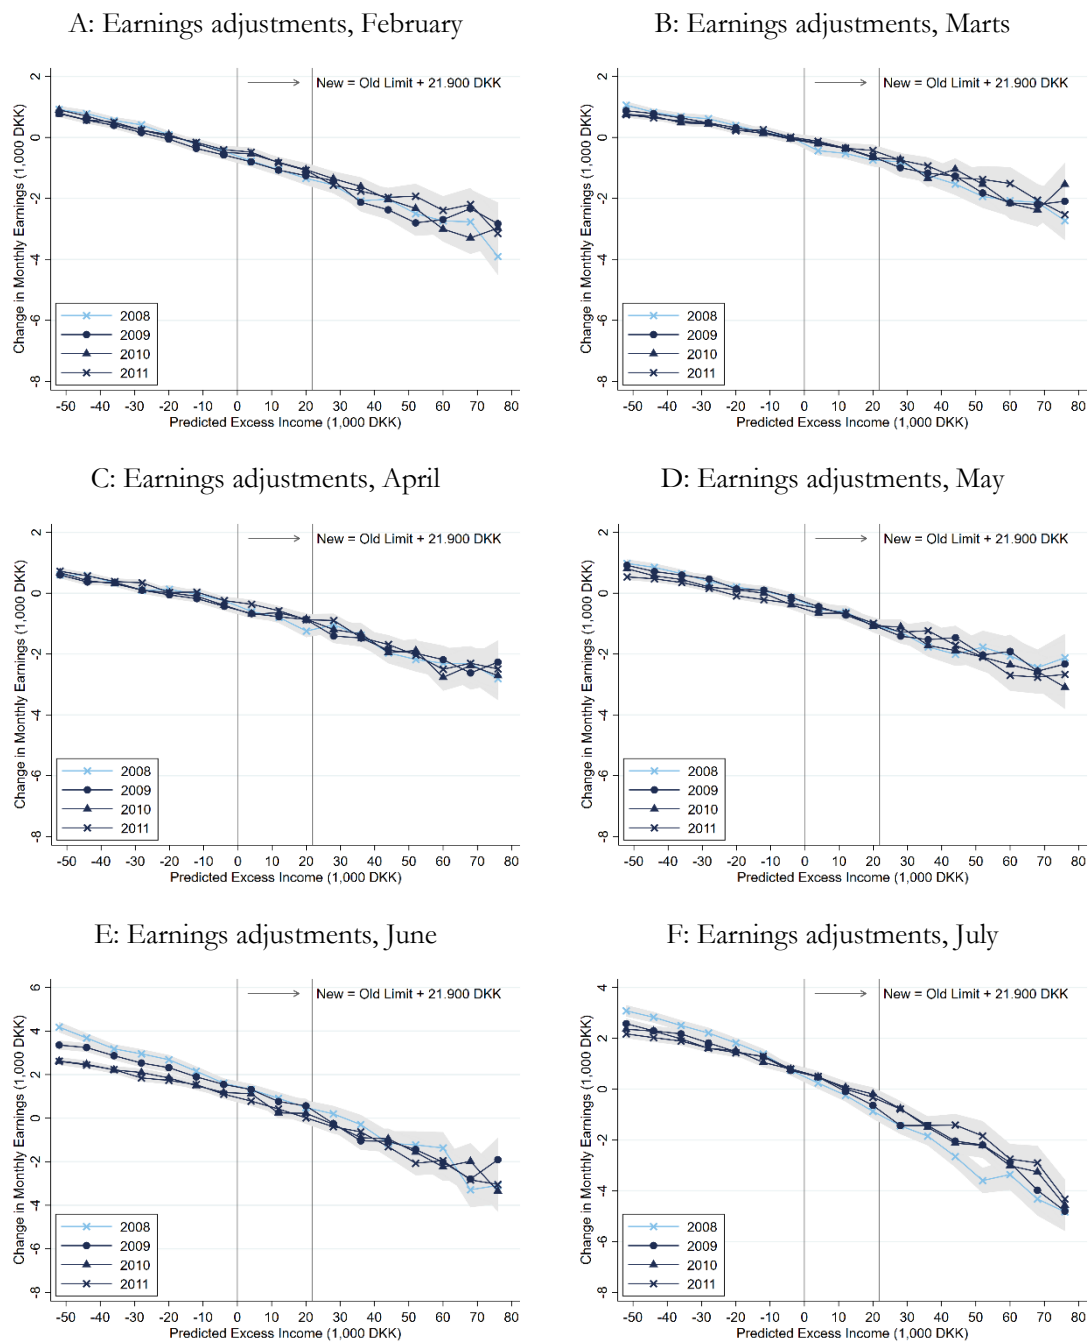 A: Earnings adjustments, February
Change in Monthly Earnings (1,000 DKK)
2
0
-2
-4
-6
-8
New = Old Limit + 21.900 DKK
2008
2009
2010
2011
-50 -40 -30 -20 -10 0 10 20 30 40 50 60 70 80
Predicted Excess Income (1,000 DKK)
B: Earnings adjustments, Marts
Change in Monthly Earnings (1,000 DKK)
2
0
-2
-4
-6
-8
New = Old Limit + 21.900 DKK
2008
2009
2010
2011
-50 -40 -30 -20 -10 0 10 20 30 40 50 60 70 80
Predicted Excess Income (1,000 DKK)
C: Earnings adjustments, April
Change in Monthly Earnings (1,000 DKK)
2
0
-2
-4
-6
-8
New = Old Limit + 21.900 DKK
2008
2009
2010
2011
-50 -40 -30 -20 -10 0 10 20 30 40 50 60 70 80
Predicted Excess Income (1,000 DKK)
D: Earnings adjustments, May
Change in Monthly Earnings (1,000 DKK)
2
0
-2
-4
-6
-8
New = Old Limit + 21.900 DKK
2008
2009
2010
2011
-50 -40 -30 -20 -10 0 10 20 30 40 50 60 70 80
Predicted Excess Income (1,000 DKK)
E: Earnings adjustments, June
Change in Monthly Earnings (1,000 DKK)
6
4
2
0
-2
-4
-6
-8
New = Old Limit + 21.900 DKK
2008
2009
2010
2011
-50 -40 -30 -20 -10 0 10 20 30 40 50 60 70 80
Predicted Excess Income (1,000 DKK)
F: Earnings adjustments, July
Change in Monthly Earnings (1,000 DKK)
4
2
0
-2
-4
-6
-8
New = Old Limit + 21.900 DKK
2008
2009
2010
2011
-50 -40 -30 -20 -10 0 10 20 30 40 50 60 70 80
Predicted Excess Income (1,000 DKK)